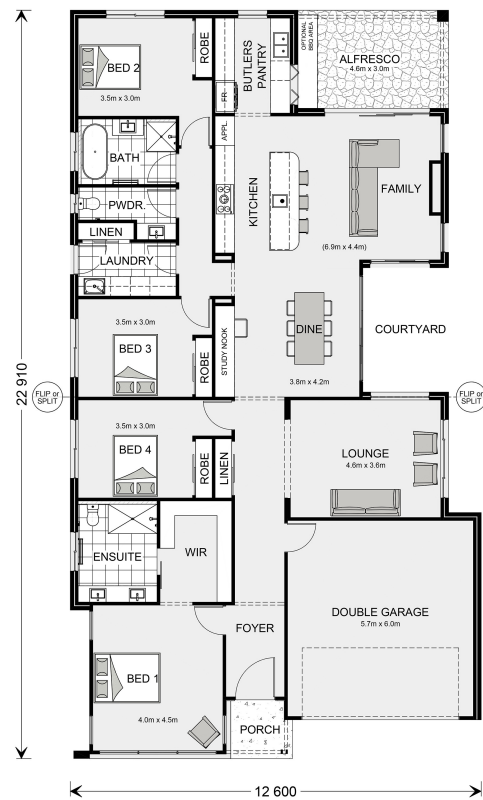 BED 2
3.5m x 3.0m
ROBE
BUTLERS
PANTRY
FR
OPTIONAL
BBQ AREA
ALFRESCO
4.6m x 3.0m
BATH
APPL
KITCHEN
FAMILY
(6.9m x 4.4m)
PWDR.
LINEN
LAUNDRY
3.5m x 3.0m
BED 3
ROBE
STUDY NOOK
DINE
3.8m x 4.2m
COURTYARD
22 910
FLIP or
SPLIT
FLIP or
SPLIT
3.5m x 3.0m
BED 4
ROBE
LINEN
LOUNGE
4.6m x 3.6m
ENSUITE
WIR
DOUBLE GARAGE
5.7m x 6.0m
FOYER
BED 1
4.0m x 4.5m
PORCH
12 600